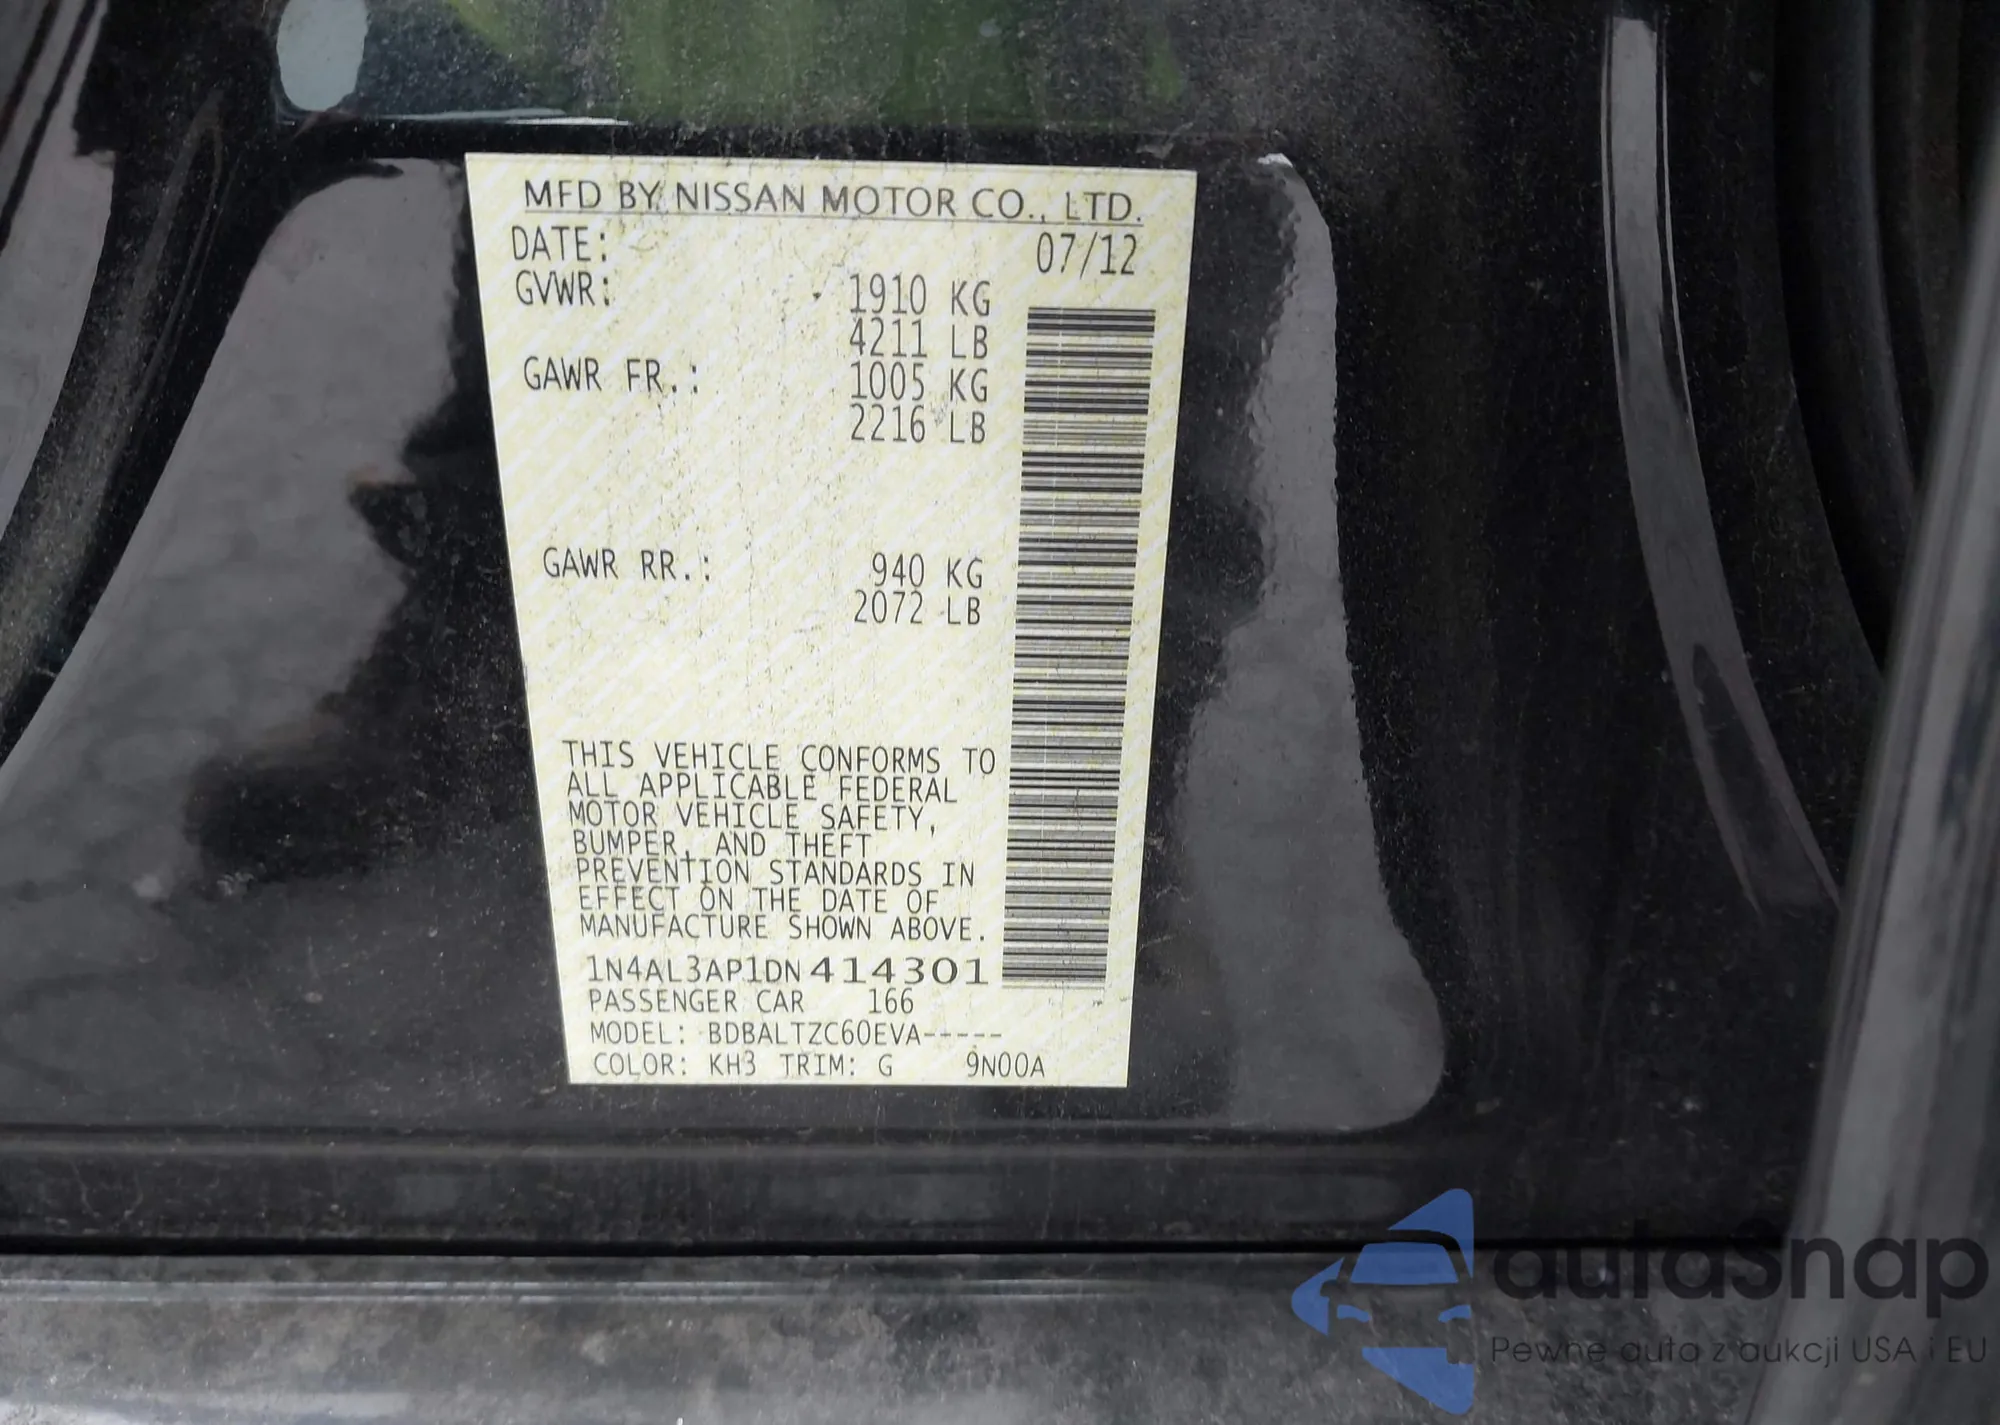 MFD BY NISSAN MOTOR CO., LTD.
DATE: 07/12
GVWR: 1910 KG
4211 LB
GAWR FR.: 1005 KG
2216 LB
GAWR RR.: 940 KG
2072 LB
THIS VEHICLE CONFORMS TO
ALL APPLICABLE FEDERAL
MOTOR VEHICLE SAFETY,
BUMPER, AND THEFT
PREVENTION STANDARDS IN
EFFECT ON THE DATE OF
MANUFACTURE SHOWN ABOVE.
1N4AL3AP1DN414301
PASSENGER CAR 166
MODEL: BDBALTZC60EVA-----
COLOR: KH3 TRIM: G 9N00A
autaSnap
Pewne auta z aukcji USA i EU